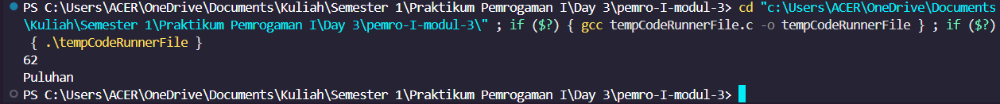 PS C:\Users\ACER\OneDrive\Documents\Kuliah\Semester 1\Praktikum Pemrogaman I\Day 3\pemro-I-modul-3> cd "c:\Users\ACER\OneDrive\Documents
\Kuliah\Semester 1\Praktikum Pemrogaman I\Day 3\pemro-I-modul-3\" ; if ($?) { gcc tempCodeRunnerFile.c -o tempCodeRunnerFile } ; if ($?)
{ .\tempCodeRunnerFile }
62
Puluhan
PS C:\Users\ACER\OneDrive\Documents\Kuliah\Semester 1\Praktikum Pemrogaman I\Day 3\pemro-I-modul-3>